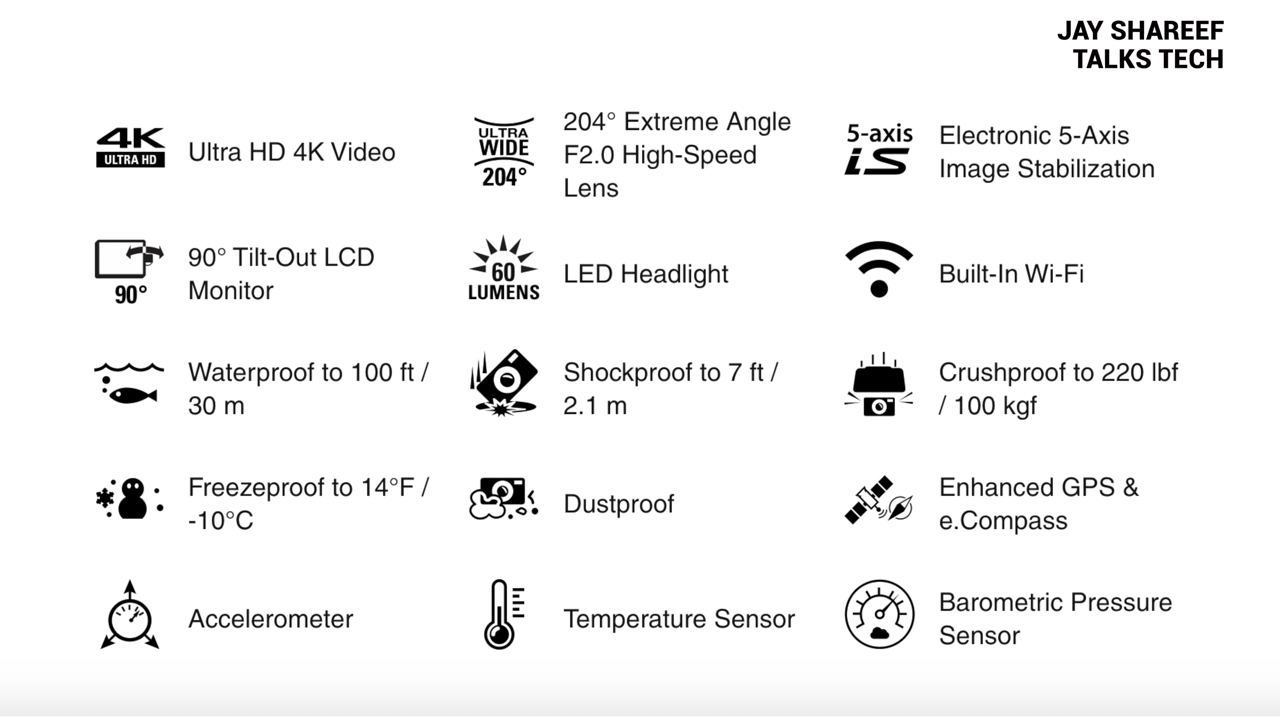 JAY SHAREEF
TALKS TECH
4K
ULTRA HD
Ultra HD 4K Video
ULTRA
WIDE
204°
204° Extreme Angle
F2.0 High-Speed
Lens
5-axis
iS
Electronic 5-Axis
Image Stabilization
90°
90° Tilt-Out LCD
Monitor
60
LUMENS
LED Headlight
Built-In Wi-Fi
Waterproof to 100 ft /
30 m
Shockproof to 7 ft /
2.1 m
Crushproof to 220 lbf
/ 100 kgf
Freezeproof to 14°F /
-10°C
Dustproof
Enhanced GPS &
e.Compass
Accelerometer
Temperature Sensor
Barometric Pressure
Sensor